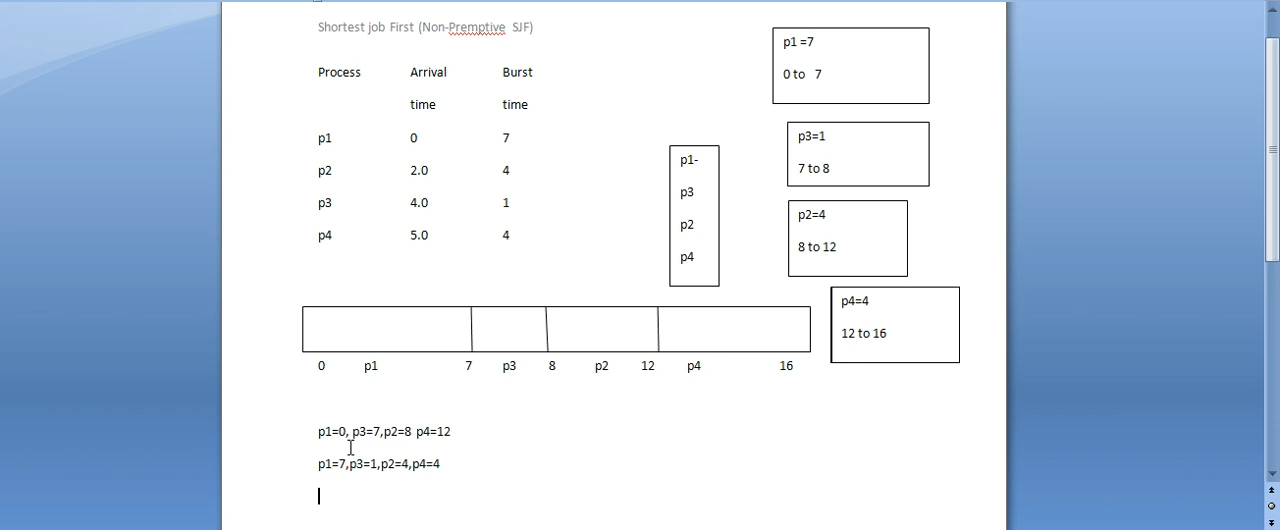 Shortest job First (Non-Premptive SJF)
Process Arrival time Burst time
p1 0 7
p2 2.0 4
p3 4.0 1
p4 5.0 4
p1-
p3
p2
p4
p1 =7
0 to 7
p3=1
7 to 8
p2=4
8 to 12
p4=4
12 to 16
0 p1 7 p3 8 p2 12 p4 16
p1=0, p3=7,p2=8 p4=12
p1=7,p3=1,p2=4,p4=4